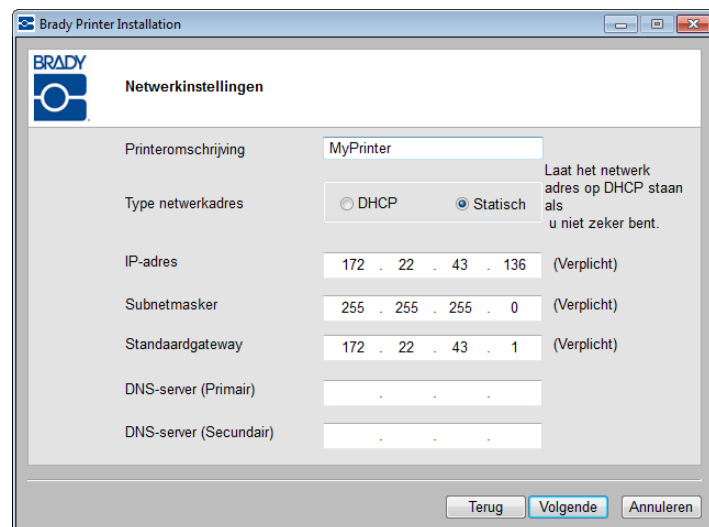 Brady Printer Installation
BRADY
Netwerkinstellingen
Printeromschrijving MyPrinter
Type netwerkadres DHCP Statisch
Laat het netwerk
adres op DHCP staan
als
u niet zeker bent.
IP-adres 172 . 22 . 43 . 136 (Verplicht)
Subnetmasker 255 . 255 . 255 . 0 (Verplicht)
Standaardgateway 172 . 22 . 43 . 1 (Verplicht)
DNS-server (Primair) . . .
DNS-server (Secundair) . . .
Terug Volgende Annuleren